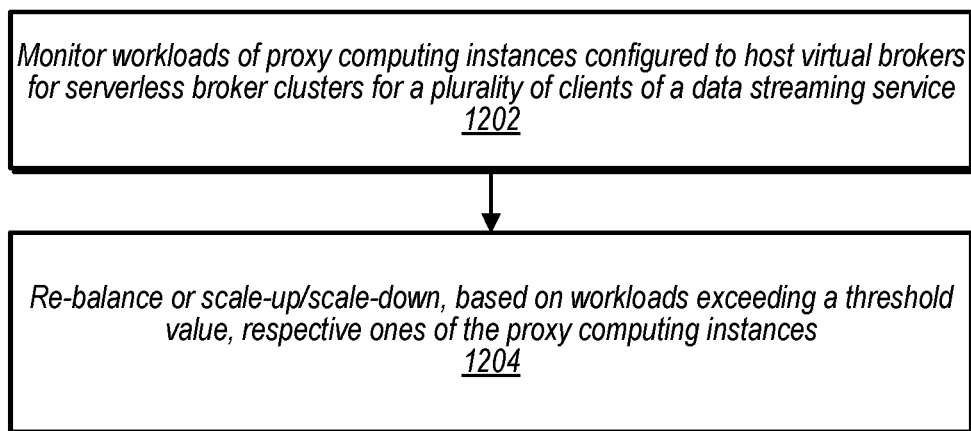 Monitor workloads of proxy computing instances configured to host virtual brokers
for serverless broker clusters for a plurality of clients of a data streaming service
1202
Re-balance or scale-up/scale-down, based on workloads exceeding a threshold
value, respective ones of the proxy computing instances
1204